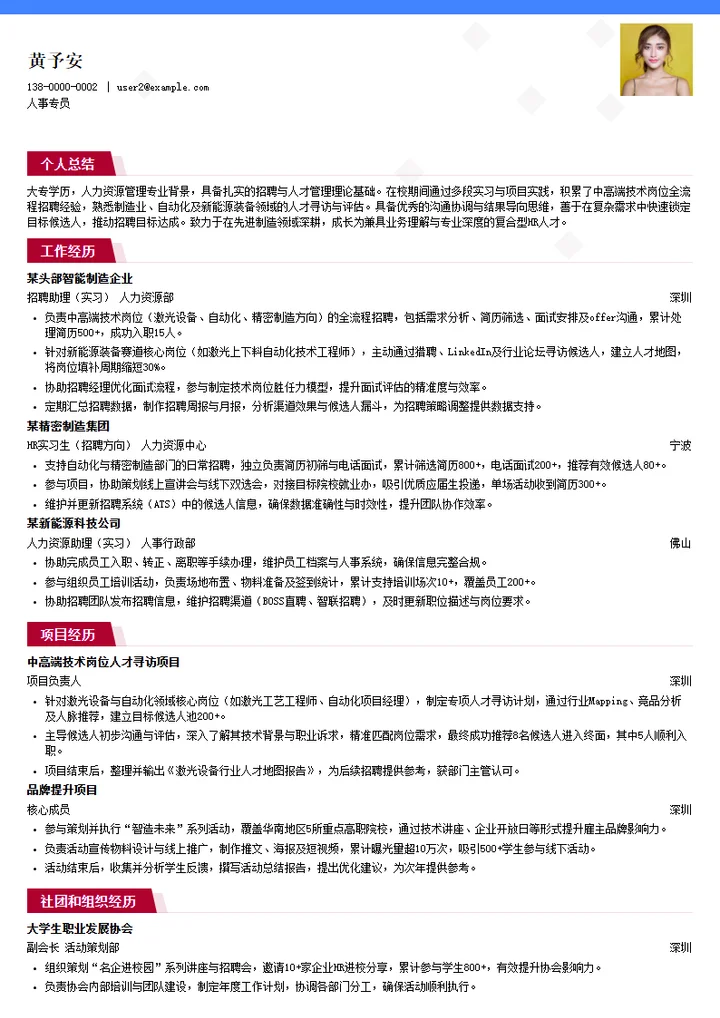 黄予安
138-0000-0002 | user2@example.com
人事专员
个人总结
大专学历，人力资源管理专业背景，具备扎实的招聘与人才管理理论基础。在校期间通过多段实习与项目实践，积累了中高端技术岗位全流
程招聘经验，熟悉制造业、自动化及新能源装备领域的人才寻访与评估。具备优秀的沟通协调与结果导向思维，善于在复杂需求中快速锁定
目标候选人，推动招聘目标达成。致力于在先进制造领域深耕，成长为兼具业务理解与专业深度的复合型HR人才。
工作经历
某头部智能制造企业
招聘助理（实习） 人力资源部 深圳
• 负责中高端技术岗位（激光设备、自动化、精密制造方向）的全流程招聘，包括需求分析、简历筛选、面试安排及offer沟通，累计处
理简历500+，成功入职15人。
• 针对新能源装备赛道核心岗位（如激光上下料自动化技术工程师），主动通过猎聘、LinkedIn及行业论坛寻访候选人，建立人才地图，
将岗位填补周期缩短30%。
• 协助招聘经理优化面试流程，参与制定技术岗位胜任力模型，提升面试评估的精准度与效率。
• 定期汇总招聘数据，制作招聘周报与月报，分析渠道效果与候选人漏斗，为招聘策略调整提供数据支持。
某精密制造集团
HR实习生（招聘方向） 人力资源中心 宁波
• 支持自动化与精密制造部门的日常招聘，独立负责简历初筛与电话面试，累计筛选简历800+，电话面试200+，推荐有效候选人80+。
• 参与项目，协助策划线上宣讲会与线下双选会，对接目标院校就业办，吸引优质应届生投递，单场活动收到简历300+。
• 维护并更新招聘系统（ATS）中的候选人信息，确保数据准确性与时效性，提升团队协作效率。
某新能源科技公司
人力资源助理（实习） 人事行政部 佛山
• 协助完成员工入职、转正、离职等手续办理，维护员工档案与人事系统，确保信息完整合规。
• 参与组织员工培训活动，负责场地布置、物料准备及签到统计，累计支持培训场次10+，覆盖员工200+。
• 协助招聘团队发布招聘信息，维护招聘渠道（BOSS直聘、智联招聘），及时更新职位描述与岗位要求。
项目经历
中高端技术岗位人才寻访项目
项目负责人 深圳
• 针对激光设备与自动化领域核心岗位（如激光工艺工程师、自动化项目经理），制定专项人才寻访计划，通过行业Mapping、竞品分析
及人脉推荐，建立目标候选人池200+。
• 主导候选人初步沟通与评估，深入了解其技术背景与职业诉求，精准匹配岗位需求，最终成功推荐8名候选人进入终面，其中5人顺利入
职。
• 项目结束后，整理并输出《激光设备行业人才地图报告》，为后续招聘提供参考，获部门主管认可。
品牌提升项目
核心成员 深圳
• 参与策划并执行“智造未来”系列活动，覆盖华南地区5所重点高职院校，通过技术讲座、企业开放日等形式提升雇主品牌影响力。
• 负责活动宣传物料设计与线上推广，制作推文、海报及短视频，累计曝光量超10万次，吸引500+学生参与线下活动。
• 活动结束后，收集并分析学生反馈，撰写活动总结报告，提出优化建议，为次年提供参考。
社团和组织经历
大学生职业发展协会
副会长 活动策划部 深圳
• 组织策划“名企进校园”系列讲座与招聘会，邀请10+家企业HR进校分享，累计参与学生800+，有效提升协会影响力。
• 负责协会内部培训与团队建设，制定年度工作计划，协调各部门分工，确保活动顺利执行。